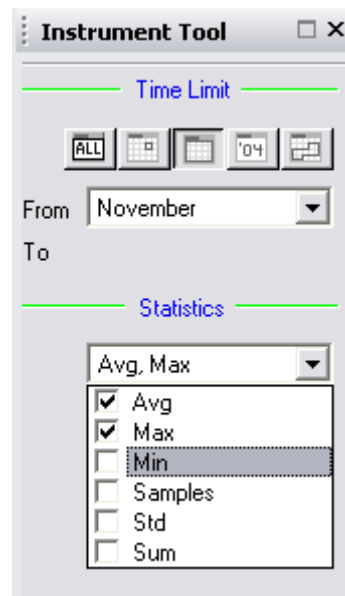 Instrument Tool
Time Limit
ALL '04
From November
To
Statistics
Avg, Max
Avg
Max
Min
Samples
Std
Sum